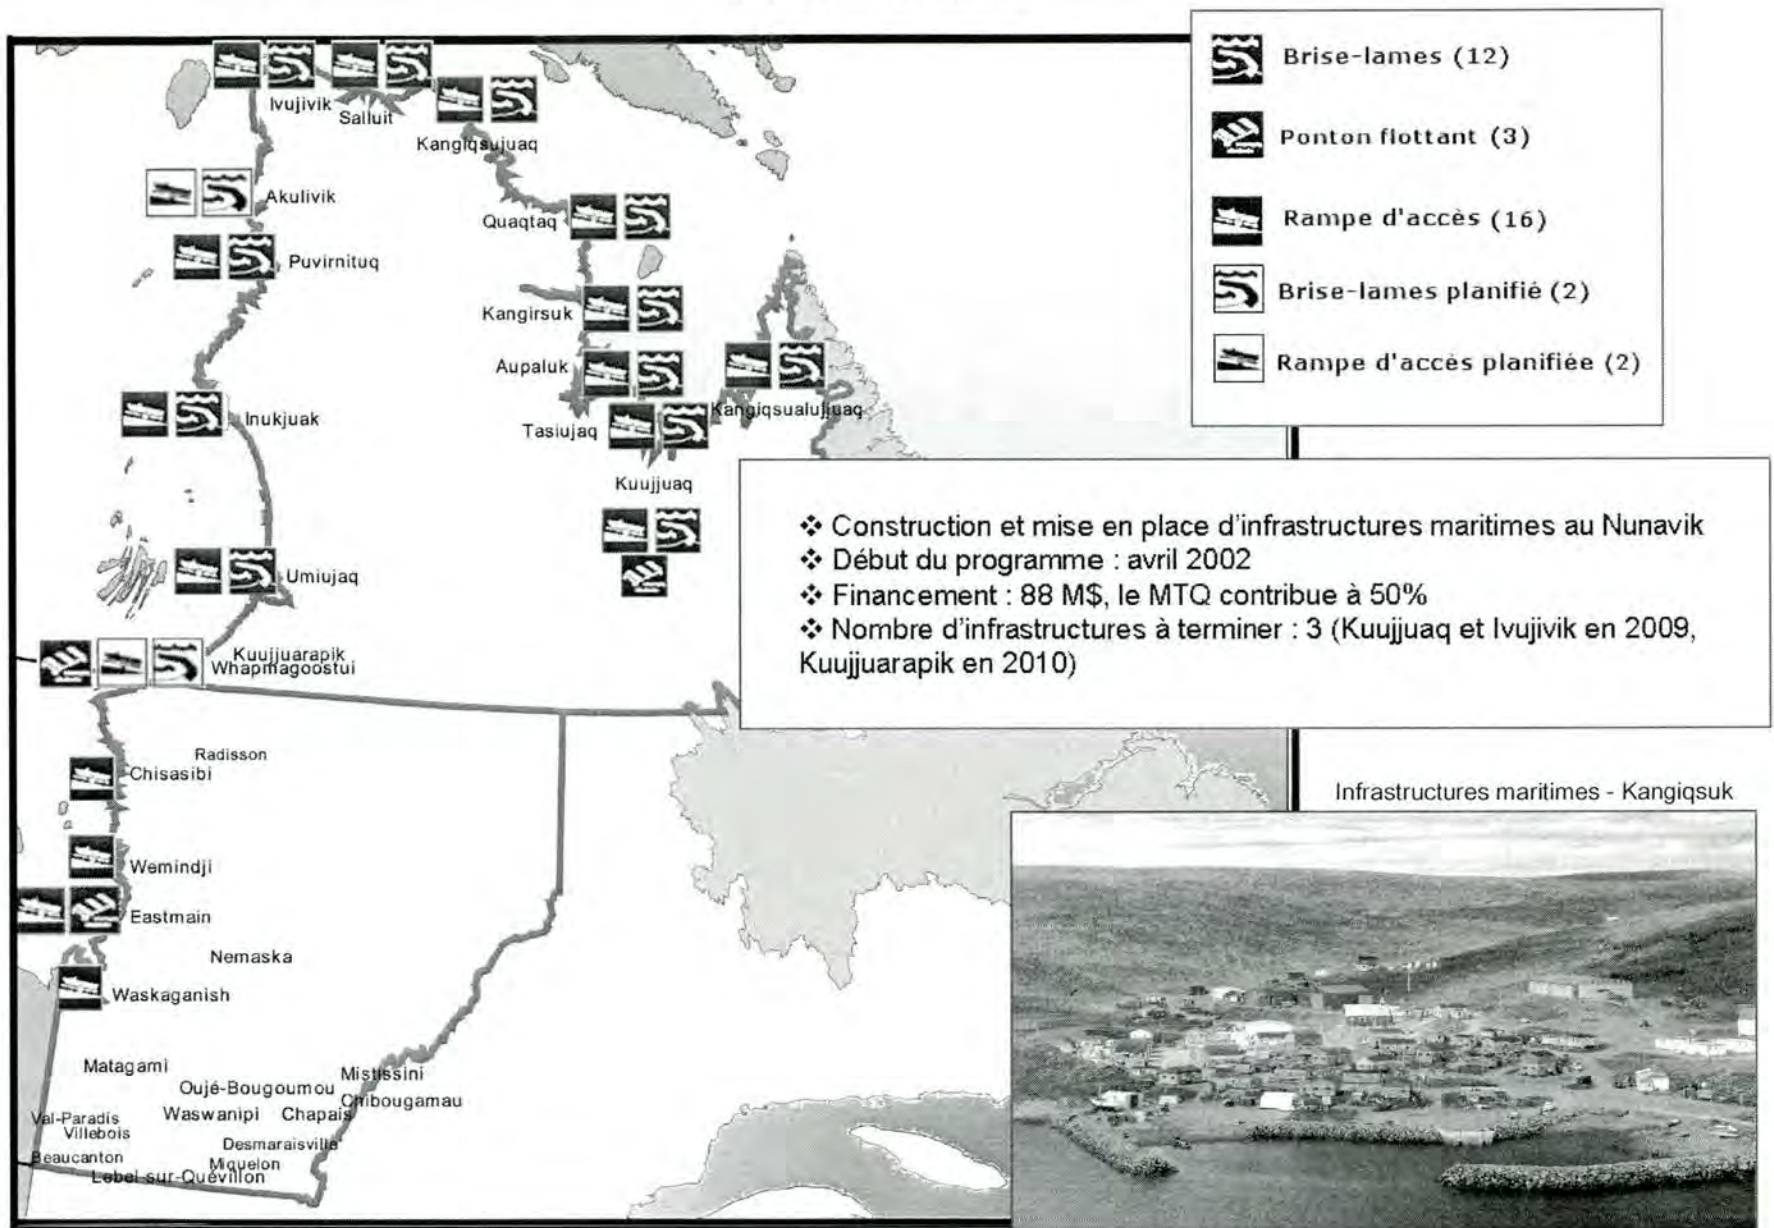 Brise-lames (12)
Ponton flottant (3)
Rampe d'accès (16)
Brise-lames planifié (2)
Rampe d'accès planifiée (2)
Ivujivik
Salluit
Kangiqsujuaq
Akulivik
Quaqtaq
Puvirnituq
Kangirsuk
Aupaluk
Kangiqsualujjuaq
Inukjuak
Tasiujaq
Kuujjuaq
Umiujaq
Kuujjuarapik
Whapmagoostui
❖ Construction et mise en place d'infrastructures maritimes au Nunavik
❖ Début du programme : avril 2002
❖ Financement : 88 M$, le MTQ contribue à 50%
❖ Nombre d'infrastructures à terminer : 3 (Kuujjuaq et Ivujivik en 2009,
Kuujjuarapik en 2010)
Radisson
Chisasibi
Wemindji
Eastmain
Nemaska
Waskaganish
Matagami
Mistissini
Oujé-Bougoumou
Chibougamau
Waswanipi
Chapais
Val-Paradis
Villebois
Desmaraisville
Beaucanton
Miquelon
Lebel-sur-Quévillon
Infrastructures maritimes - Kangiqsuk